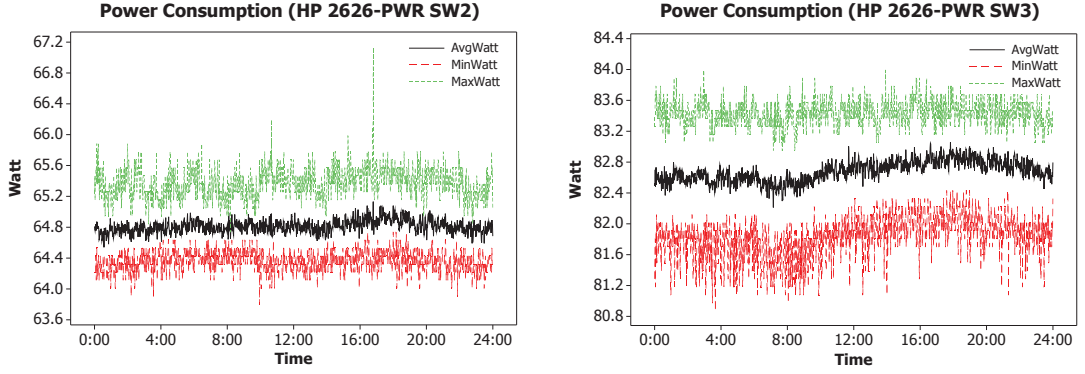 Power Consumption (HP 2626-PWR SW2)
67.2
66.8
66.4
66.0
65.6
65.2
64.8
64.4
64.0
63.6
Watt
AvgWatt
MinWatt
MaxWatt
0:00 4:00 8:00 12:00 16:00 20:00 24:00
Time
Power Consumption (HP 2626-PWR SW3)
84.4
84.0
83.6
83.2
82.8
82.4
82.0
81.6
81.2
80.8
Watt
AvgWatt
MinWatt
MaxWatt
0:00 4:00 8:00 12:00 16:00 20:00 24:00
Time